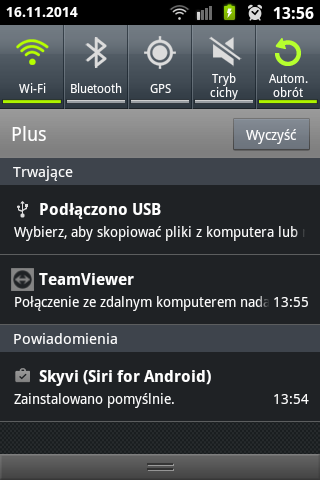 16.11.2014 13:56
Wi-Fi Bluetooth GPS Tryb cichy Autom. obrót
Plus Wyczyść
Trwające
Podłączono USB
Wybierz, aby skopiować pliki z komputera lub
TeamViewer
Połączenie ze zdalnym komputerem nada 13:55
Powiadomienia
Skyvi (Siri for Android)
Zainstalowano pomyślnie. 13:54